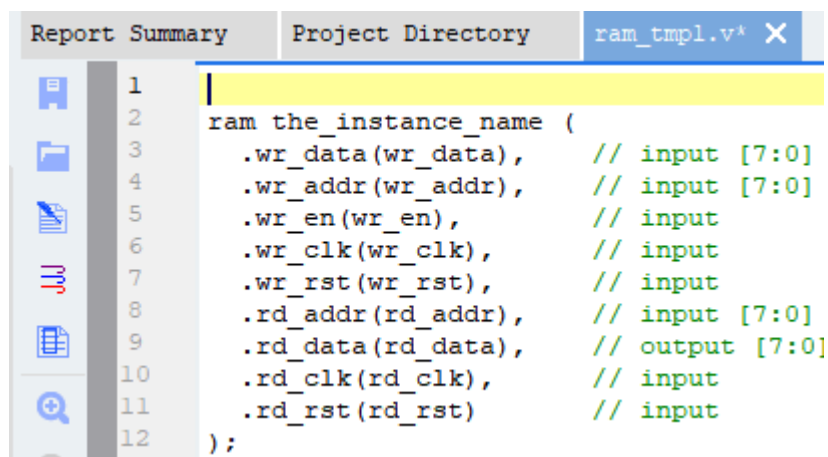 Report Summary Project Directory ram_tmpl.v*
1
2 ram the_instance_name (
3 .wr_data(wr_data), // input [7:0]
4 .wr_addr(wr_addr), // input [7:0]
5 .wr_en(wr_en), // input
6 .wr_clk(wr_clk), // input
7 .wr_rst(wr_rst), // input
8 .rd_addr(rd_addr), // input [7:0]
9 .rd_data(rd_data), // output [7:0]
10 .rd_clk(rd_clk), // input
11 .rd_rst(rd_rst) // input
12 );